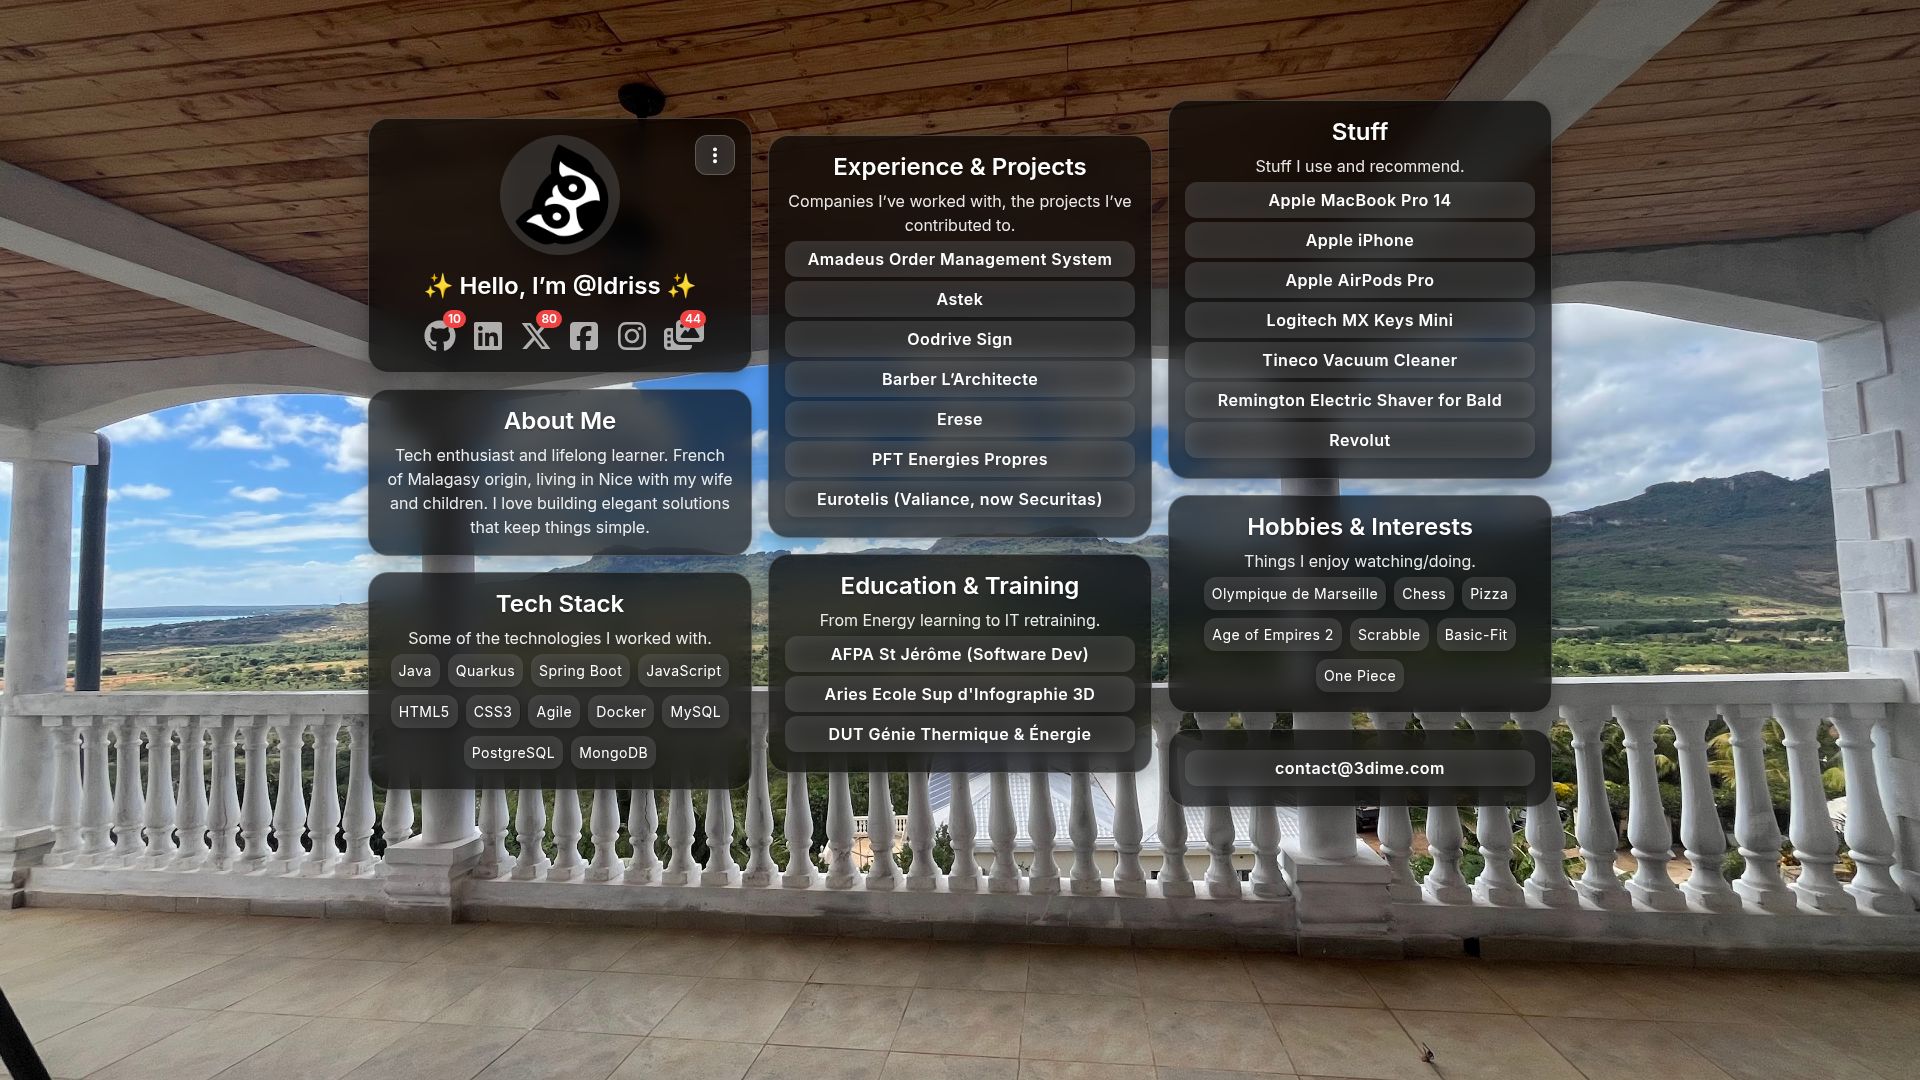 ✨ Hello, I’m @Idriss ✨
10
80
44
About Me
Tech enthusiast and lifelong learner. French
of Malagasy origin, living in Nice with my wife
and children. I love building elegant solutions
that keep things simple.
Tech Stack
Some of the technologies I worked with.
Java Quarkus Spring Boot JavaScript
HTML5 CSS3 Agile Docker MySQL
PostgreSQL MongoDB
Experience & Projects
Companies I’ve worked with, the projects I’ve
contributed to.
Amadeus Order Management System
Astek
Oodrive Sign
Barber L’Architecte
Erese
PFT Energies Propres
Eurotelis (Valiance, now Securitas)
Education & Training
From Energy learning to IT retraining.
AFPA St Jérôme (Software Dev)
Aries Ecole Sup d'Infographie 3D
DUT Génie Thermique & Énergie
Stuff
Stuff I use and recommend.
Apple MacBook Pro 14
Apple iPhone
Apple AirPods Pro
Logitech MX Keys Mini
Tineco Vacuum Cleaner
Remington Electric Shaver for Bald
Revolut
Hobbies & Interests
Things I enjoy watching/doing.
Olympique de Marseille Chess Pizza
Age of Empires 2 Scrabble Basic-Fit
One Piece
contact@3dime.com